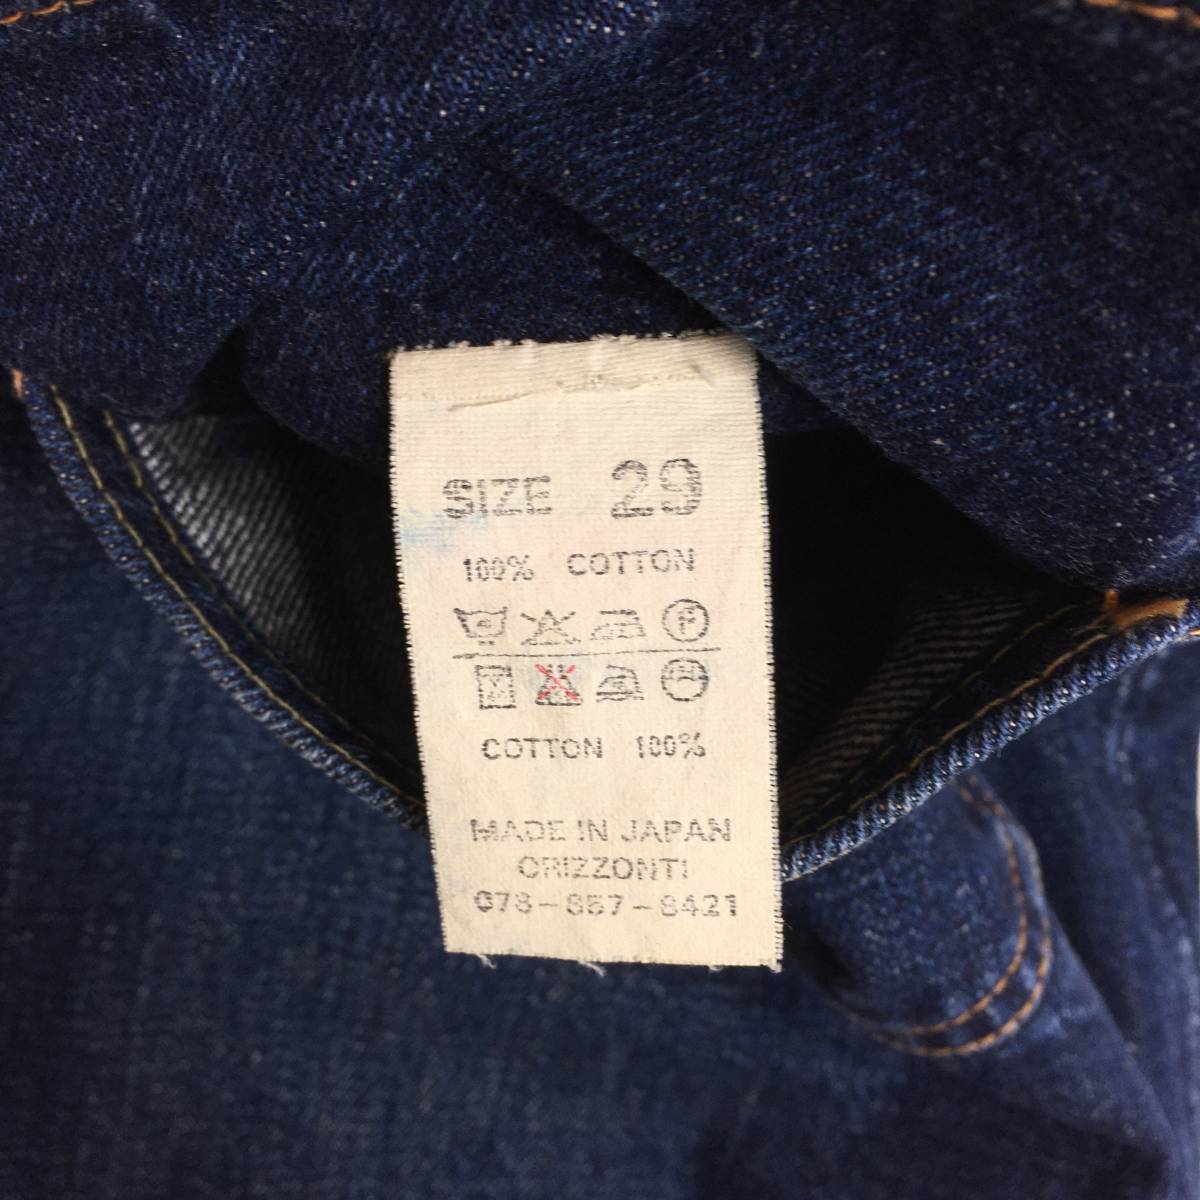 SIZE 29
100% COTTON
P
COTTON 100%
MADE IN JAPAN
ORIZZONTI
078-857-8421